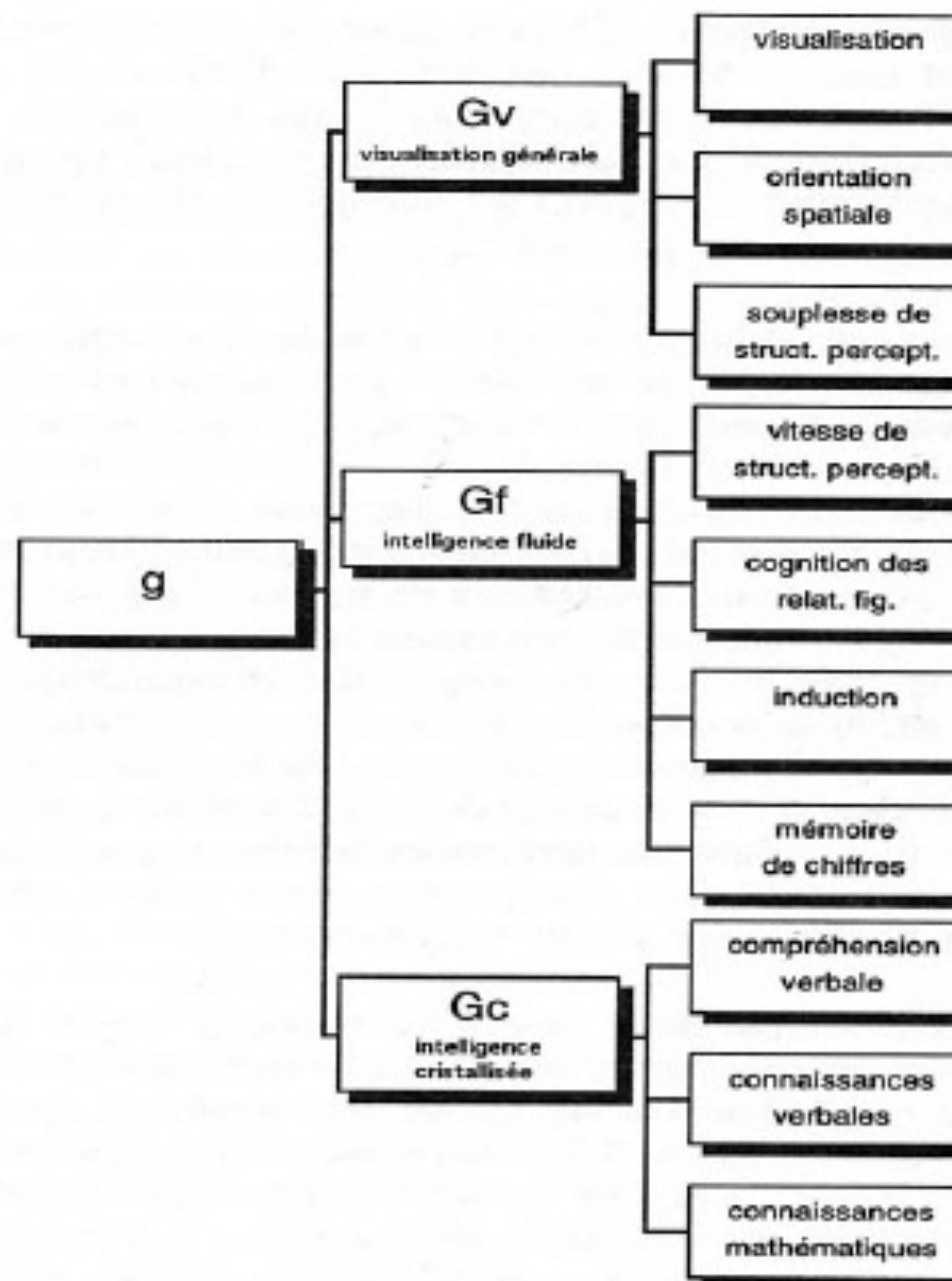 g
Gv
visualisation générale
Gf
intelligence fluide
Gc
intelligence
cristallisée
visualisation
orientation
spatiale
souplesse de
struct. percept.
vitesse de
struct. percept.
cognition des
relat. fig.
induction
mémoire
de chiffres
compréhension
verbale
connaissances
verbales
connaissances
mathématiques